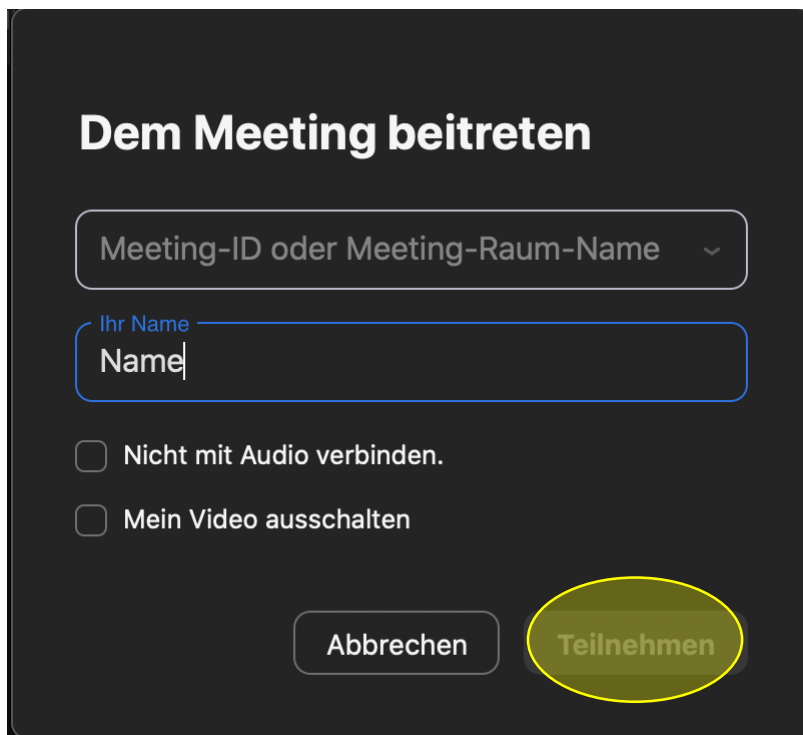 Dem Meeting beitreten
Meeting-ID oder Meeting-Raum-Name
Ihr Name
Name
Nicht mit Audio verbinden.
Mein Video ausschalten
Abbrechen Teilnehmen